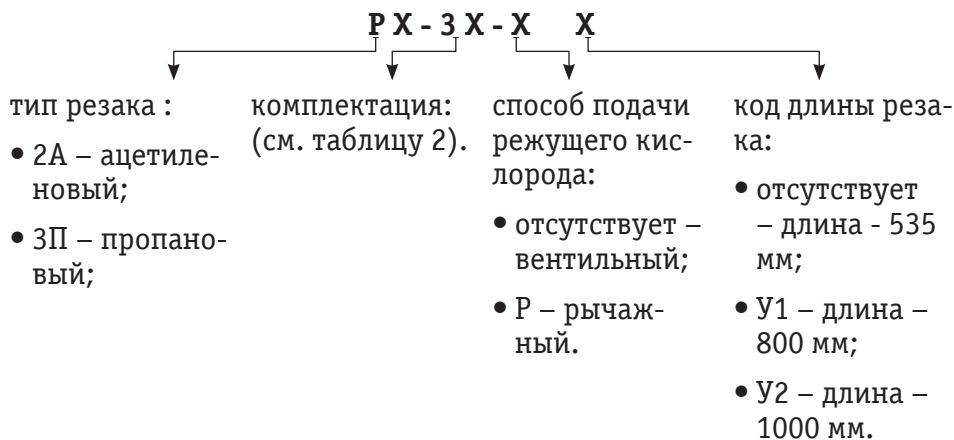 РХ - 3 Х - Х Х
тип резака :
• 2А – ацетиле-
новый;
• 3П – пропано-
вый;
комплектация:
(см. таблицу 2).
способ подачи
режущего кис-
лорода:
• отсутствует –
вентильный;
• Р – рычаж-
ный.
код длины реза-
ка:
• отсутствует
– длина - 535
мм;
• У1 – длина –
800 мм;
• У2 – длина –
1000 мм.